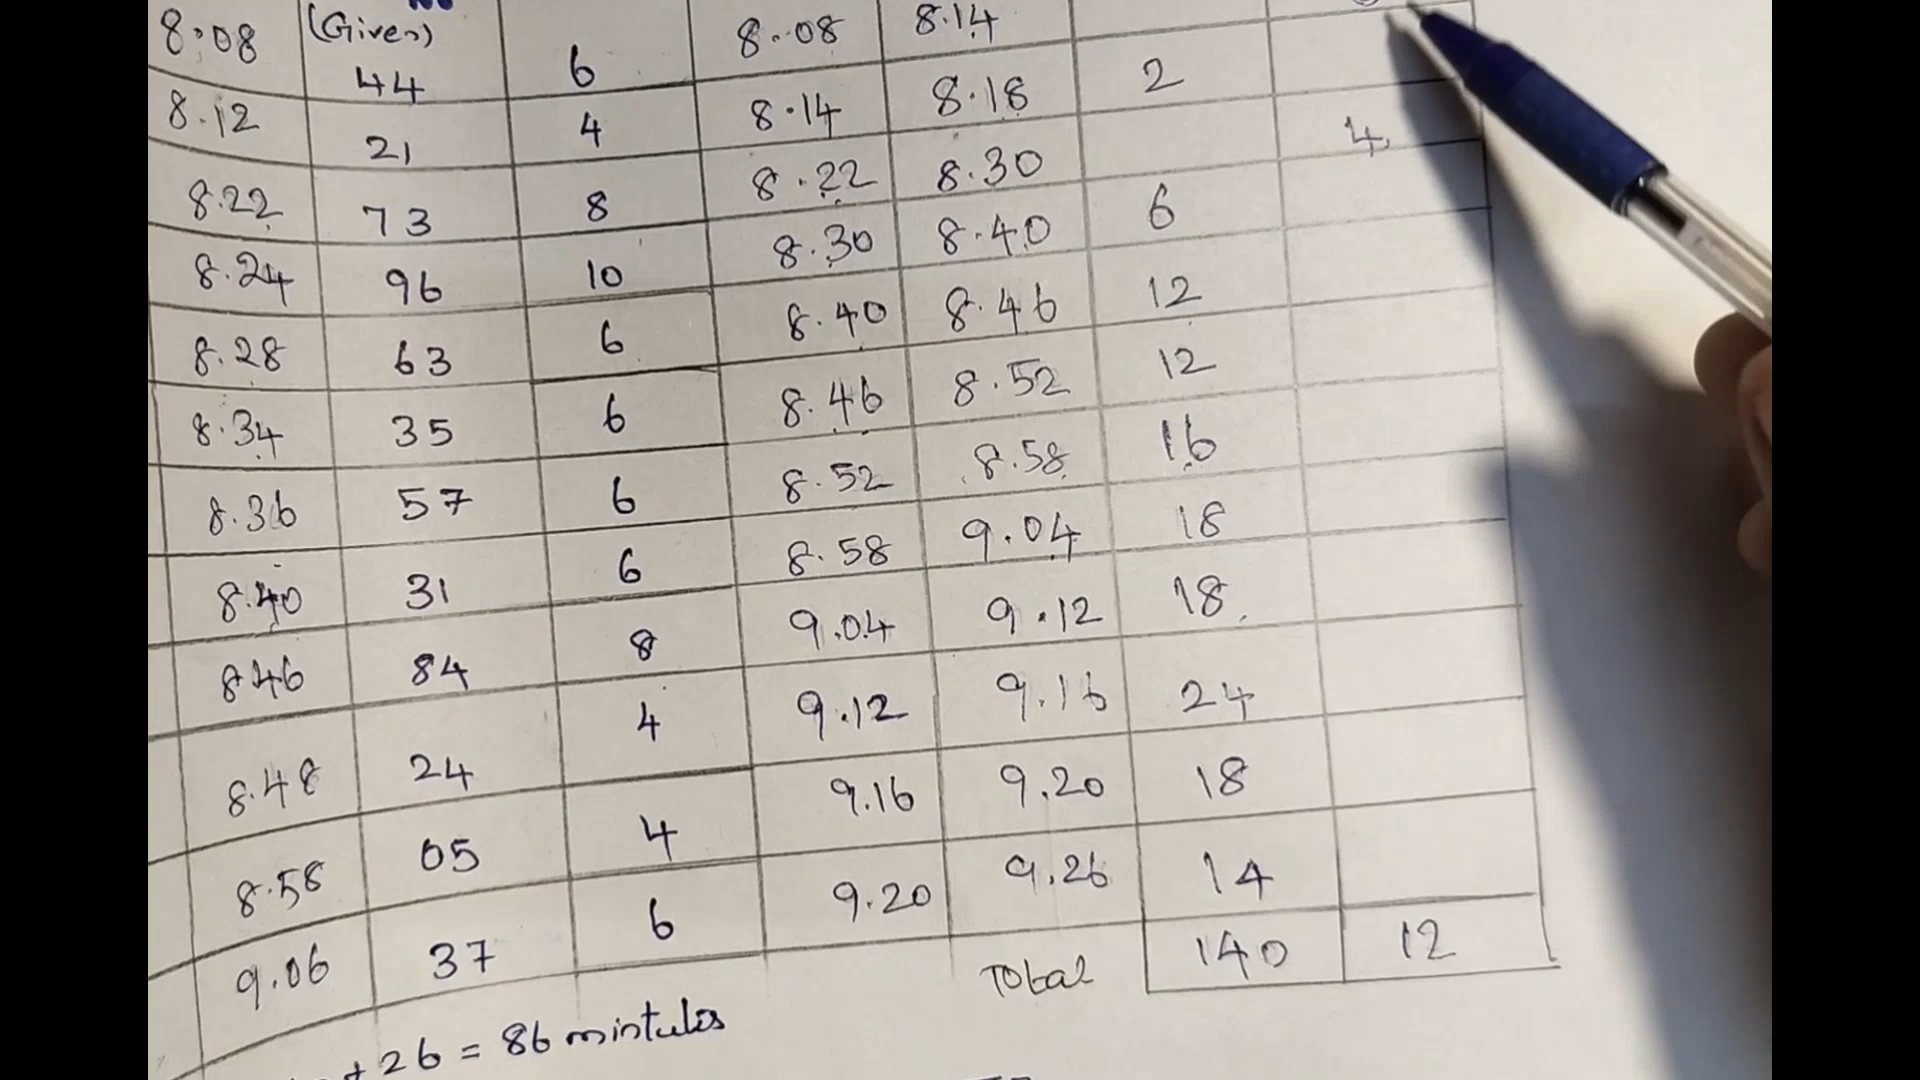 (Given)
8.08 44 6 8.08 8.14
8.12 21 4 8.14 8.18 2
8.22 73 8 8.22 8.30 4
8.24 96 10 8.30 8.40 6
8.28 63 6 8.40 8.46 12
8.34 35 6 8.46 8.52 12
8.36 57 6 8.52 8.58 16
8.40 31 6 8.58 9.04 18
8.46 84 8 9.04 9.12 18
8.48 24 4 9.12 9.16 24
8.58 05 4 9.16 9.20 18
9.06 37 6 9.20 9.26 14
Total 140 12
+ 26 = 86 mintutes